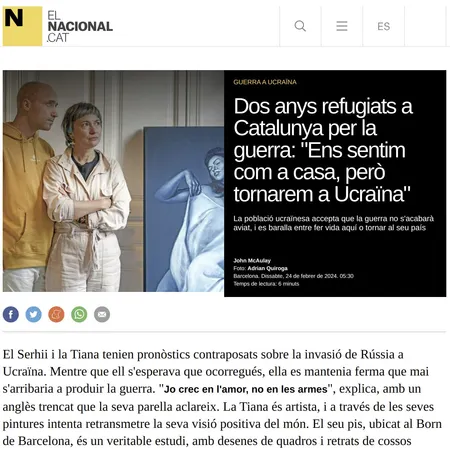 N
EL
NACIONAL
.CAT
ES
GUERRA A UCRAÏNA
Dos anys refugiats a
Catalunya per la
guerra: "Ens sentim
com a casa, però
tornarem a Ucraïna"
La població ucraïnesa accepta que la guerra no s'acabarà
aviat, i es baralla entre fer vida aquí o tornar al seu país
John McAulay
Foto: Adrian Quiroga
Barcelona. Dissabte, 24 de febrer de 2024. 05:30
Temps de lectura: 6 minuts
El Serhii i la Tiana tenien pronòstics contraposats sobre la invasió de Rússia a
Ucraïna. Mentre que ell s'esperava que ocorregués, ella es mantenia ferma que mai
s'arribaria a produir la guerra. "Jo crec en l'amor, no en les armes", explica, amb un
anglès trencat que la seva parella aclareix. La Tiana és artista, i a través de les seves
pintures intenta retransmetre la seva visió positiva del món. El seu pis, ubicat al Born
de Barcelona, és un veritable estudi, amb desenes de quadros i retrats de cossos